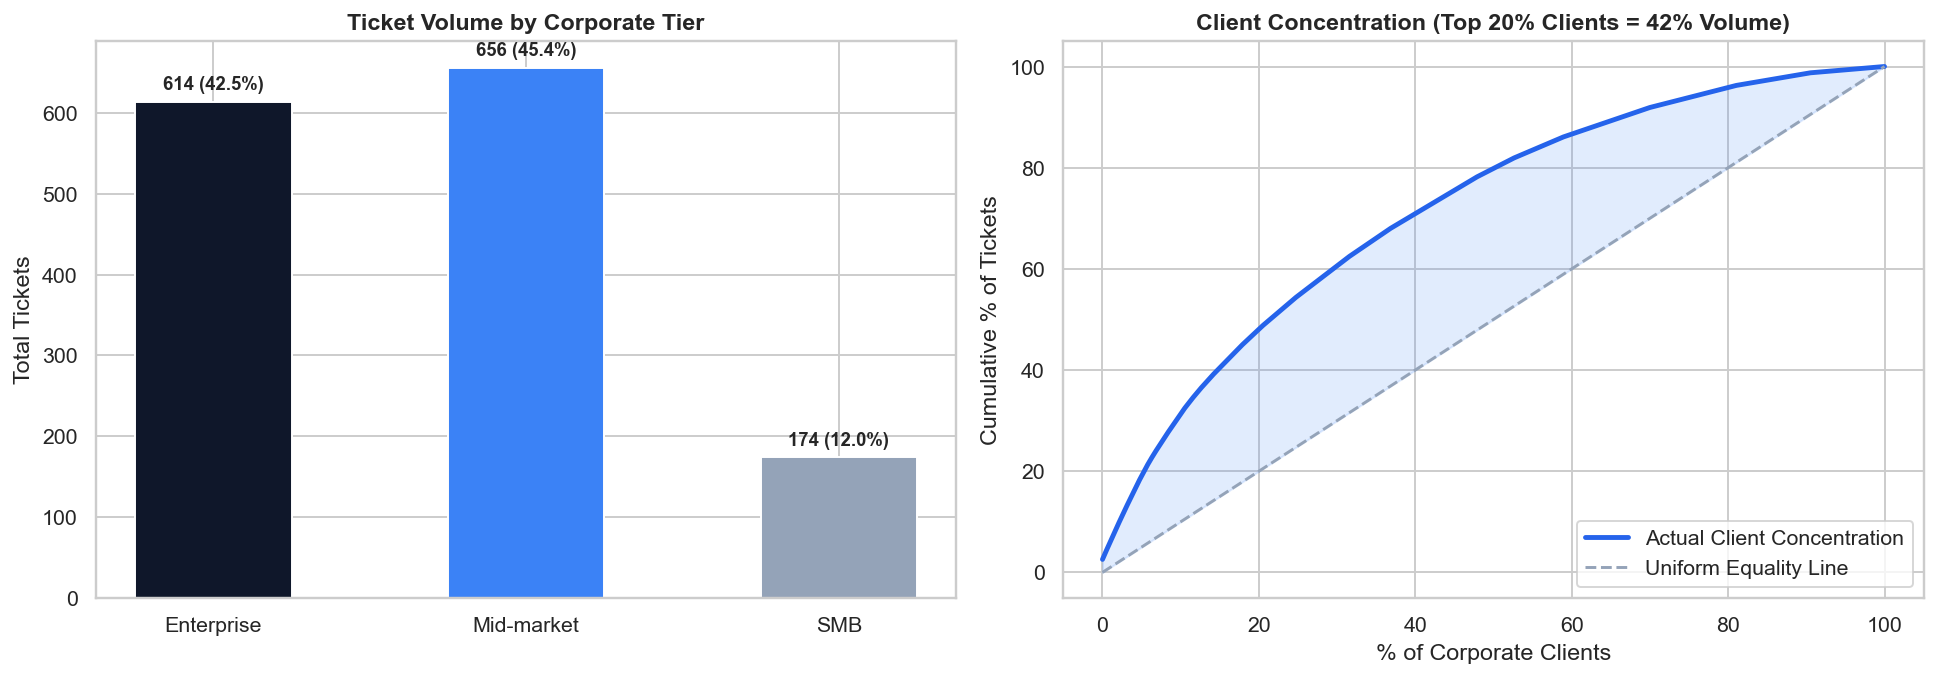 Ticket Volume by Corporate Tier
656 (45.4%)
614 (42.5%)
174 (12.0%)
Total Tickets
600
500
400
300
200
100
0
Enterprise
Mid-market
SMB
Client Concentration (Top 20% Clients = 42% Volume)
Cumulative % of Tickets
100
80
60
40
20
0
Actual Client Concentration
Uniform Equality Line
0
20
40
60
80
100
% of Corporate Clients